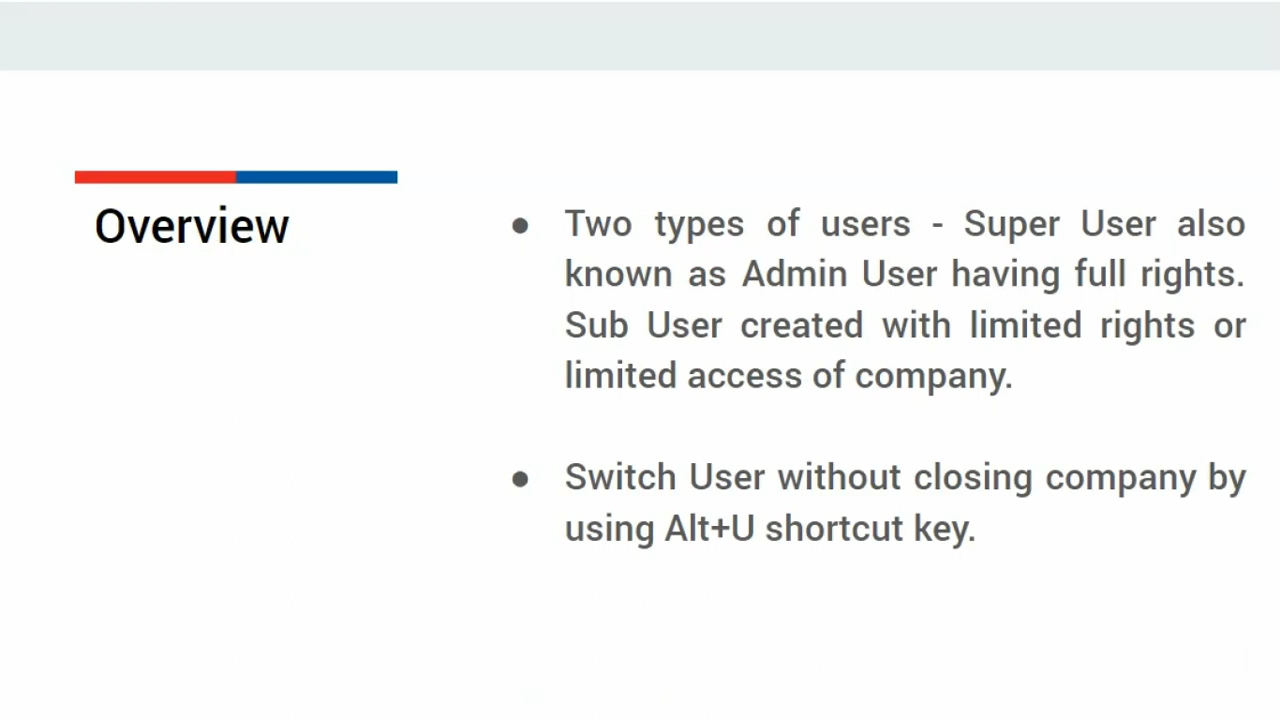 Overview
● Two types of users - Super User also
known as Admin User having full rights.
Sub User created with limited rights or
limited access of company.
● Switch User without closing company by
using Alt+U shortcut key.